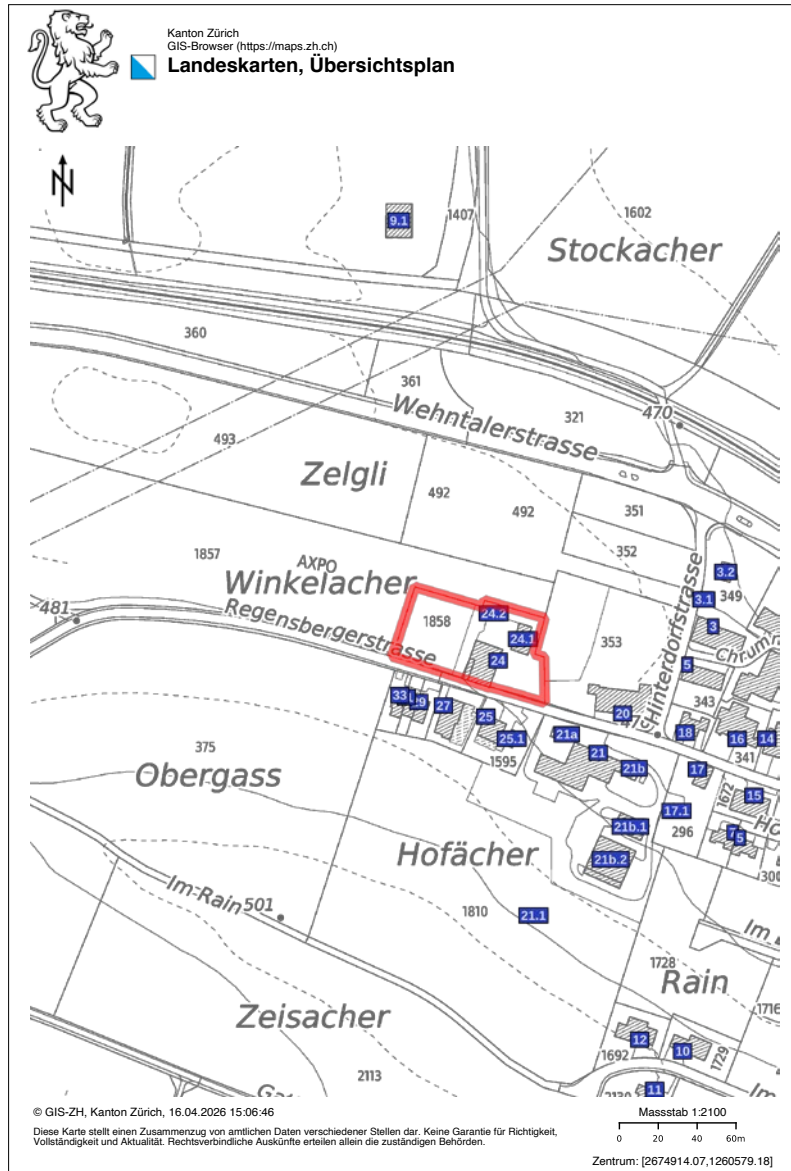 Kanton Zürich
GIS-Browser (https://maps.zh.ch)
Landeskarten, Übersichtsplan
N
9.1
1407
1602
Stockacher
360
361
321
470
Wehntalerstrasse
493
Zelgli
492
492
351
352
1857
AXPO
Winkelacher
3.2
349
3.1
3
Hinterdorfstrasse
481
Regensbergerstrasse
1858
24.2
24.1
24
353
5
343
33
29
27
25
25.1
1595
20
21a
21
21b
18
16
14
341
17
1672
15
375
Obergass
Hofächer
21b.1
21b.2
17.1
296
7
5
300
Im Rain
501
1810
21.1
1728
Rain
Zeisacher
1716
12
10
1692
1729
2113
11
© GIS-ZH, Kanton Zürich, 16.04.2026 15:06:46
Diese Karte stellt einen Zusammenzug von amtlichen Daten verschiedener Stellen dar. Keine Garantie für Richtigkeit,
Vollständigkeit und Aktualität. Rechtsverbindliche Auskünfte erteilen allein die zuständigen Behörden.
Massstab 1:2100
0 20 40 60m
Zentrum: [2674914.07,1260579.18]